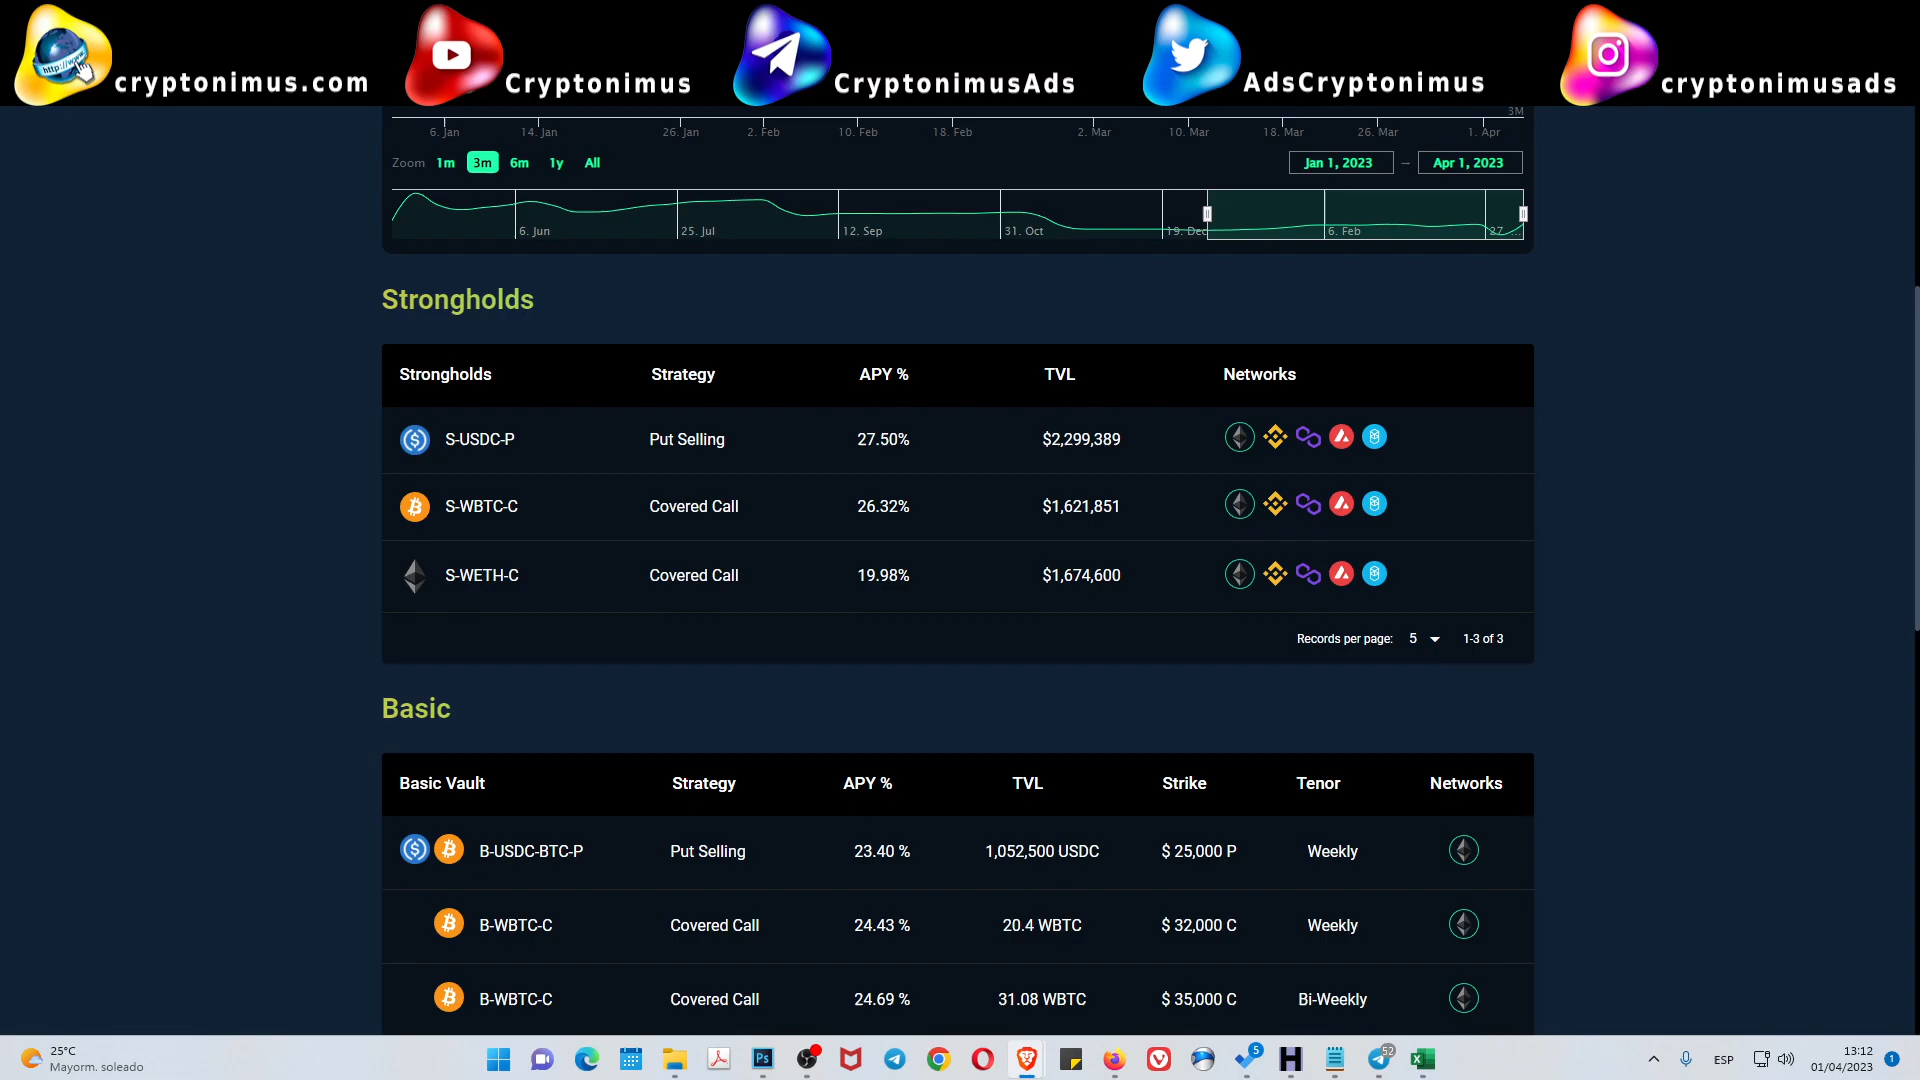 http://www
cryptonimus.com
Cryptonimus
CryptonimusAds
AdsCryptonimus
cryptonimusads
3M
6. Jan 14. Jan 26. Jan 2. Feb 10. Feb 18. Feb 2. Mar 10. Mar 18. Mar 26. Mar 1. Apr
Zoom 1m 3m 6m 1y All Jan 1, 2023 → Apr 1, 2023
6. Jun 25. Jul 12. Sep 31. Oct 19. Dec 6. Feb 27. ...
Strongholds
Strongholds Strategy APY % TVL Networks
S-USDC-P Put Selling 27.50% $2,299,389
S-WBTC-C Covered Call 26.32% $1,621,851
S-WETH-C Covered Call 19.98% $1,674,600
Records per page: 5 1-3 of 3
Basic
Basic Vault Strategy APY % TVL Strike Tenor Networks
B-USDC-BTC-P Put Selling 23.40 % 1,052,500 USDC $ 25,000 P Weekly
B-WBTC-C Covered Call 24.43 % 20.4 WBTC $ 32,000 C Weekly
B-WBTC-C Covered Call 24.69 % 31.08 WBTC $ 35,000 C Bi-Weekly
25°C
Mayorm. soleado
Ps
5
52
ESP
13:12
01/04/2023
1